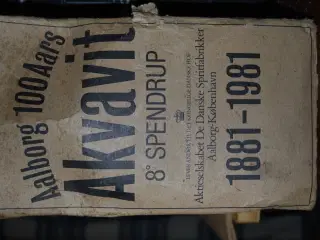 Aalborg 100 Aars
Akvavit
8° SPENDRUP
Aktieselskabet De Danske Spritfabrikker
Aalborg-København
1881-1981